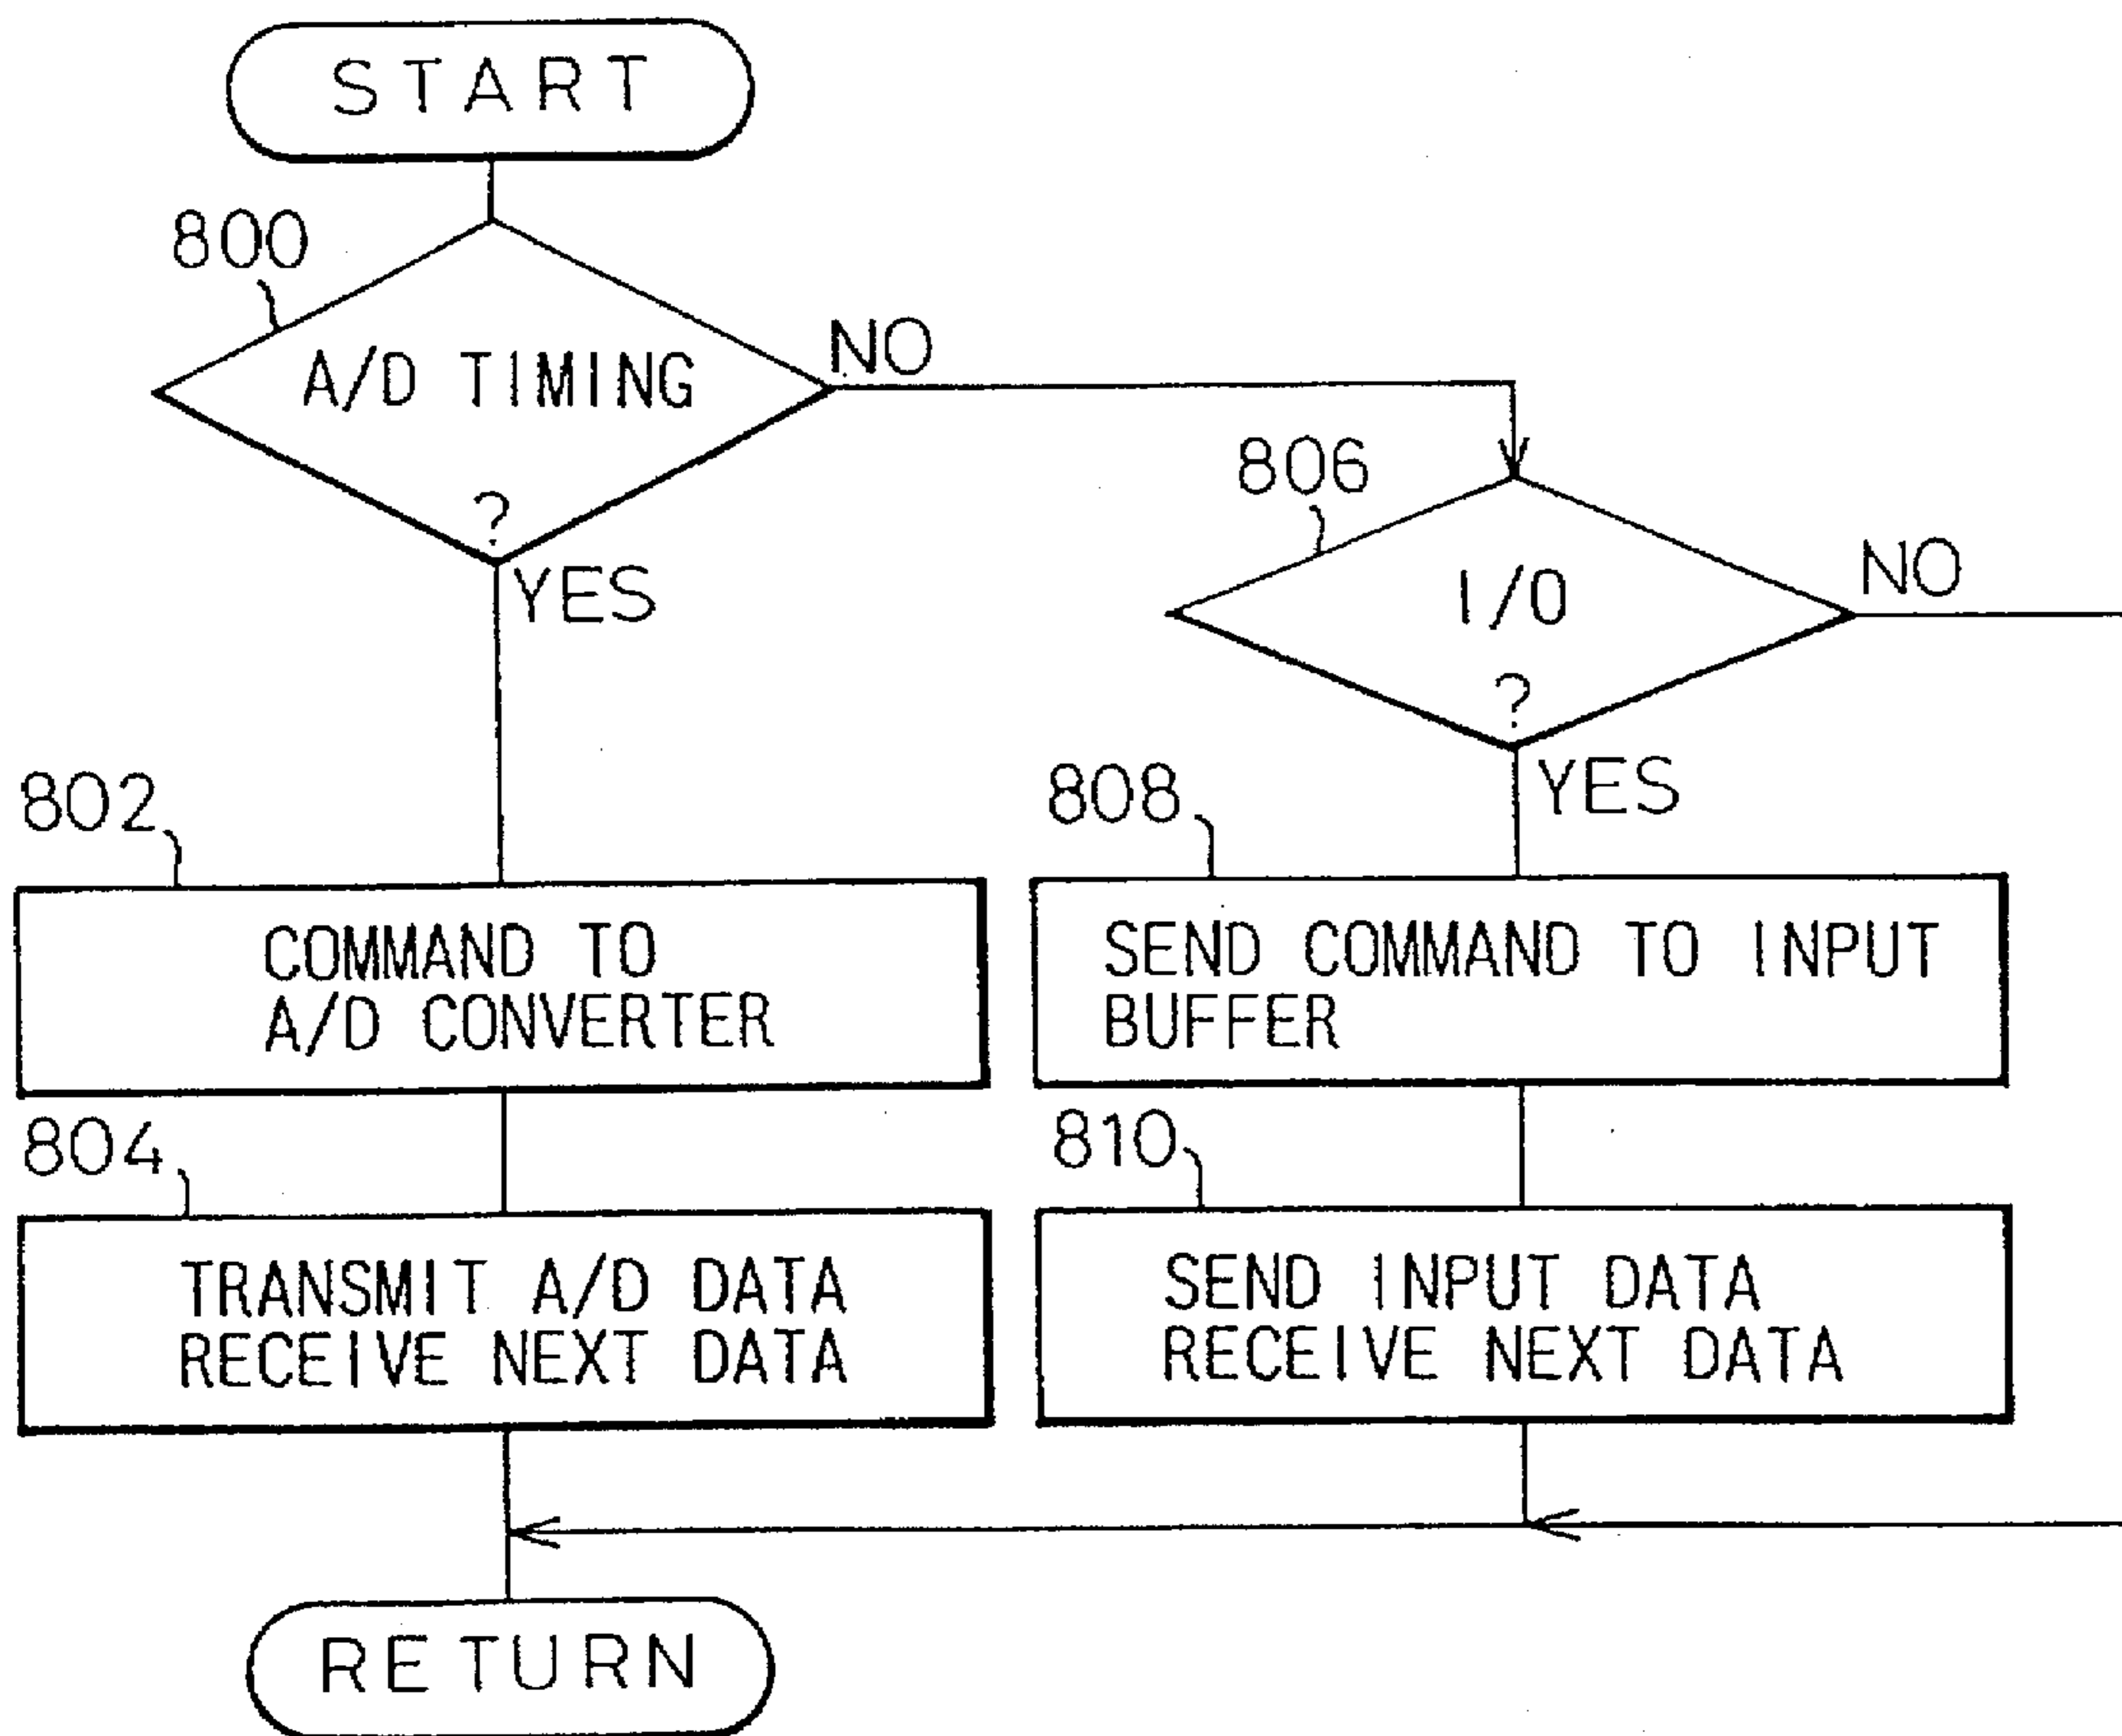 START
800
A/D TIMING
?
NO
YES
806
I/O
?
NO
YES
802
COMMAND TO
A/D CONVERTER
808
SEND COMMAND TO INPUT
BUFFER
804
TRANSMIT A/D DATA
RECEIVE NEXT DATA
810
SEND INPUT DATA
RECEIVE NEXT DATA
RETURN